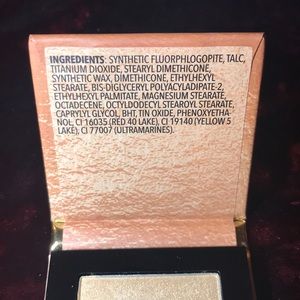 INGREDIENTS: SYNTHETIC FLUORPHLOGOPITE, TALC,
TITANIUM DIOXIDE, STEARYL DIMETHICONE,
SYNTHETIC WAX, DIMETHICONE, ETHYLHEXYL
STEARATE, BIS-DIGLYCERYL POLYACYLADIPATE-2,
ETHYLHEXYL PALMITATE, MAGNESIUM STEARATE,
OCTADECENE, OCTYLDODECYL STEAROYL STEARATE,
CAPRYLYL GLYCOL, BHT, TIN OXIDE, PHENOXYETHA-
NOL, CI 16035 (RED 40 LAKE), CI 19140 (YELLOW 5
LAKE), CI 77007 (ULTRAMARINES).